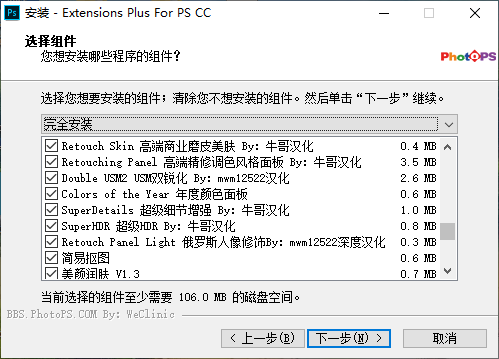 安装 - Extensions Plus For PS CC
选择组件
您想安装哪些程序的组件？
PhotOPS
选择您想要安装的组件；清除您不想安装的组件。然后单击“下一步”继续。
完全安装
Retouch Skin 高端商业磨皮美肤 By: 牛哥汉化 0.4 MB
Retouching Panel 高端精修调色风格面板 By: 牛哥汉化 3.5 MB
Double USM2 USM双锐化 By: mwm12522汉化 2.6 MB
Colors of the Year 年度颜色面板 0.6 MB
SuperDetails 超级细节增强 By: 牛哥汉化 1.0 MB
SuperHDR 超级HDR By: 牛哥汉化 0.8 MB
Retouch Panel Light 俄罗斯人像修饰By: mwm12522深度汉化 0.3 MB
简易抠图 0.6 MB
美颜润肤 V1.3 0.7 MB
当前选择的组件至少需要 106.0 MB 的磁盘空间。
BBS.PhotoPS.COM By: WeClinic
< 上一步(B) 下一步(N) > 取消